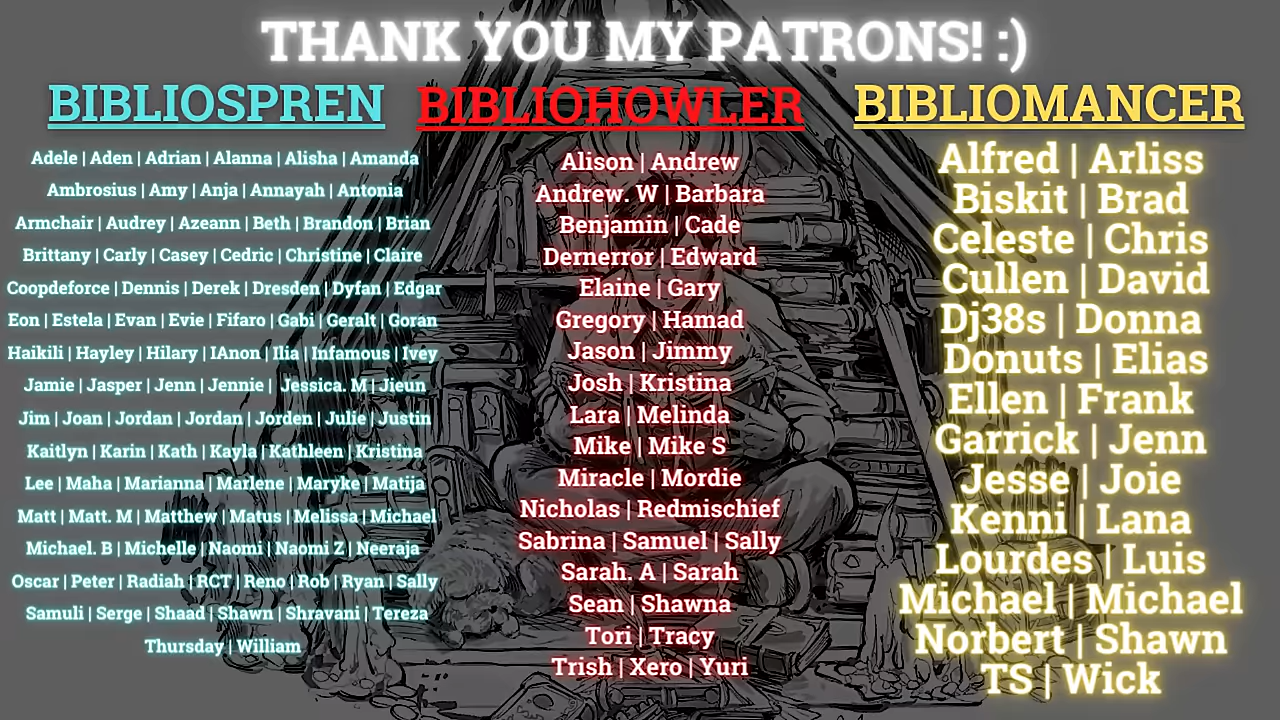 THANK YOU MY PATRONS! :)
BIBLIOSPREN
Adele | Aden | Adrian | Alanna | Alisha | Amanda
Ambrosius | Amy | Anja | Annayah | Antonia
Armchair | Audrey | Azeann | Beth | Brandon | Brian
Brittany | Carly | Casey | Cedric | Christine | Claire
Coopdeforce | Dennis | Derek | Dresden | Dyfan | Edgar
Eon | Estela | Evan | Evie | Fifaro | Gabi | Geralt | Goran
Haikili | Hayley | Hilary | IAnon | Ilia | Infamous | Ivey
Jamie | Jasper | Jenn | Jennie | Jessica. M | Jieun
Jim | Joan | Jordan | Jordan | Jorden | Julie | Justin
Kaitlyn | Karin | Kath | Kayla | Kathleen | Kristina
Lee | Maha | Marianna | Marlene | Maryke | Matija
Matt | Matt. M | Matthew | Matus | Melissa | Michael
Michael. B | Michelle | Naomi | Naomi Z | Neeraja
Oscar | Peter | Radiah | RCT | Reno | Rob | Ryan | Sally
Samuli | Serge | Shaad | Shawn | Shravani | Tereza
Thursday | William
BIBLIOHOWLER
Alison | Andrew
Andrew. W | Barbara
Benjamin | Cade
Dernerror | Edward
Elaine | Gary
Gregory | Hamad
Jason | Jimmy
Josh | Kristina
Lara | Melinda
Mike | Mike S
Miracle | Mordie
Nicholas | Redmischief
Sabrina | Samuel | Sally
Sarah. A | Sarah
Sean | Shawna
Tori | Tracy
Trish | Xero | Yuri
BIBLIOMANCER
Alfred | Arliss
Biskit | Brad
Celeste | Chris
Cullen | David
Dj38s | Donna
Donuts | Elias
Ellen | Frank
Garrick | Jenn
Jesse | Joie
Kenni | Lana
Lourdes | Luis
Michael | Michael
Norbert | Shawn
TS | Wick